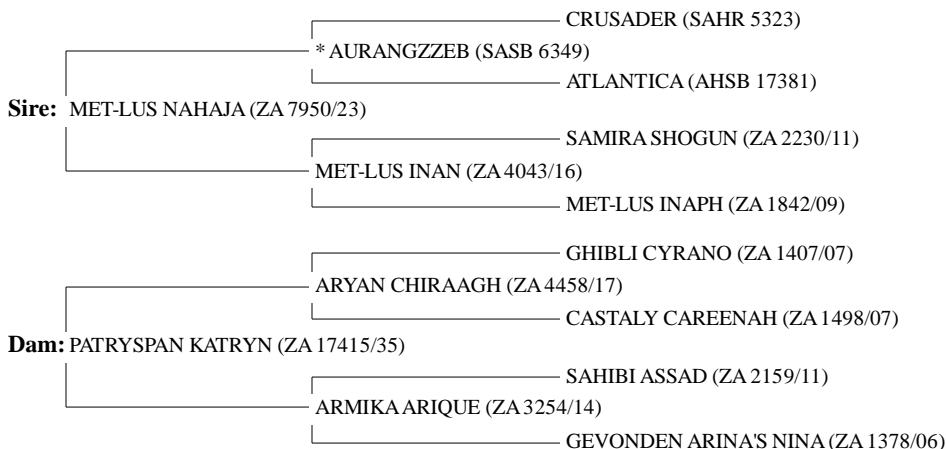 CRUSADER (SAHR 5323)
* AURANGZZEB (SASB 6349)
ATLANTICA (AHSB 17381)
Sire: MET-LUS NAHAJA (ZA 7950/23)
SAMIRA SHOGUN (ZA 2230/11)
MET-LUS INAN (ZA 4043/16)
MET-LUS INAPH (ZA 1842/09)
GHIBLI CYRANO (ZA 1407/07)
ARYAN CHIRAAGH (ZA 4458/17)
CASTALY CAREENAH (ZA 1498/07)
Dam: PATRYSPAN KATRYN (ZA 17415/35)
SAHIBI ASSAD (ZA 2159/11)
ARMIKA ARIQUE (ZA 3254/14)
GEVONDEN ARINA'S NINA (ZA 1378/06)